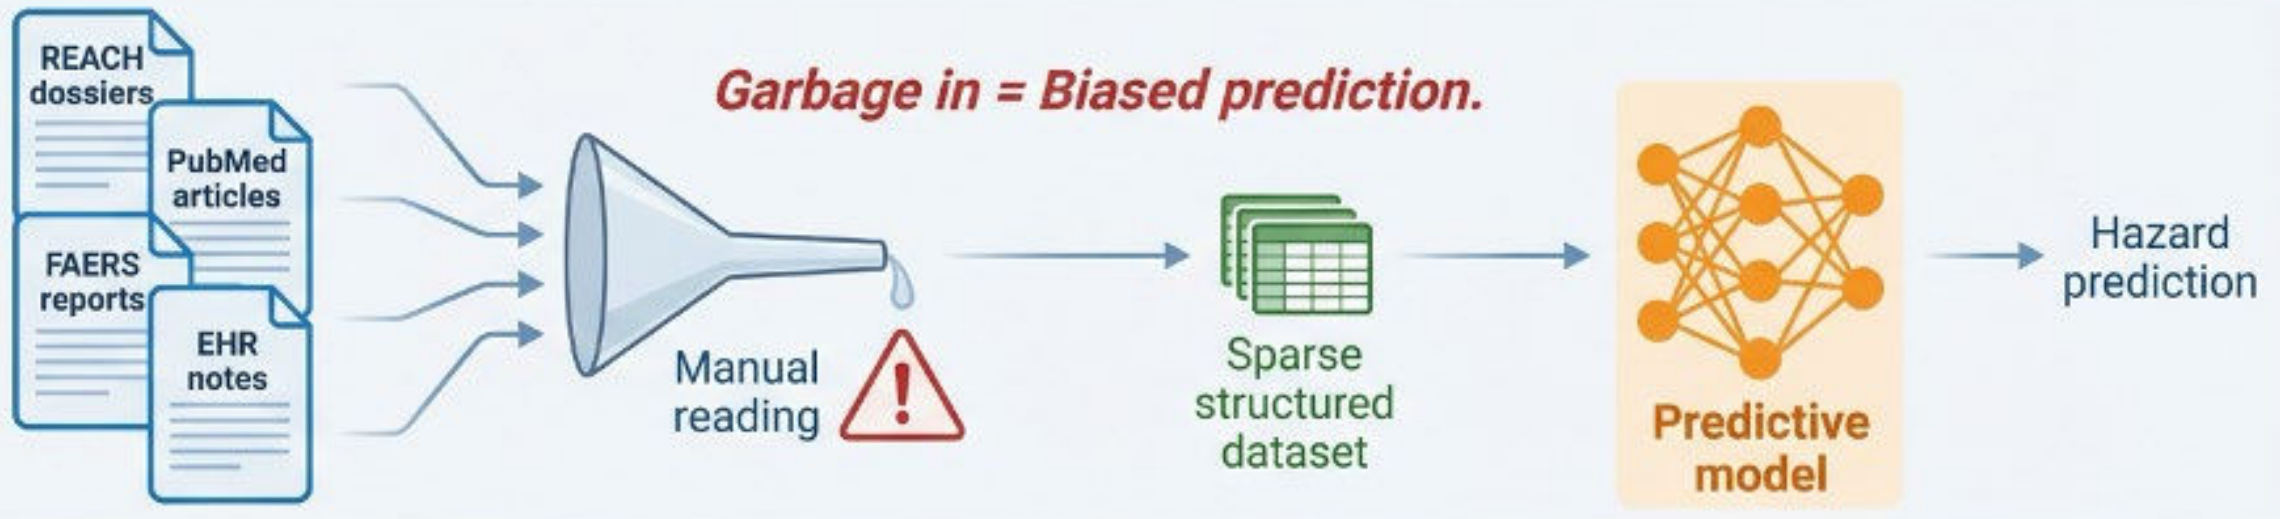 REACH
dossiers
PubMed
articles
FAERS
reports
EHR
notes
Garbage in = Biased prediction.
Manual
reading
!
Sparse
structured
dataset
Predictive
model
Hazard
prediction